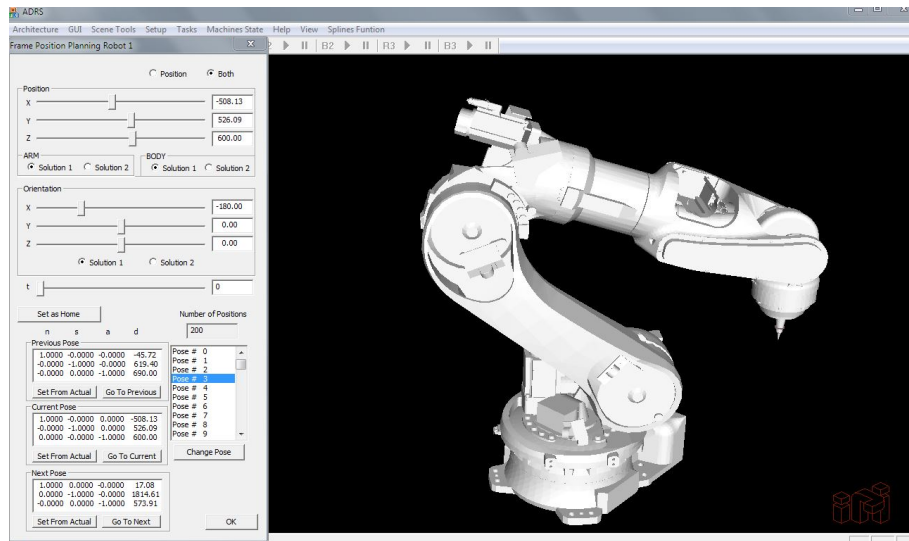 ADRS
Architecture GUI Scene Tools Setup Tasks Machines State Help View Splines Funtion
Frame Position Planning Robot 1 X
B2 R3 B3
Position Both
Position
X -508.13
Y 526.09
Z 600.00
ARM BODY
Solution 1 Solution 2 Solution 1 Solution 2
Orientation
X -180.00
Y 0.00
Z 0.00
Solution 1 Solution 2
t 0
Set as Home Number of Positions
n s a d 200
Previous Pose
1.0000 -0.0000 -0.0000 -45.72
-0.0000 -1.0000 -0.0000 619.40
-0.0000 0.0000 -1.0000 690.00
Set From Actual Go To Previous
Current Pose
1.0000 -0.0000 0.0000 -508.13
-0.0000 -1.0000 0.0000 526.09
0.0000 -0.0000 -1.0000 600.00
Set From Actual Go To Current
Next Pose
1.0000 0.0000 -0.0000 17.08
0.0000 -1.0000 -0.0000 1814.61
-0.0000 0.0000 -1.0000 573.91
Set From Actual Go To Next
Pose # 0
Pose # 1
Pose # 2
Pose # 3
Pose # 4
Pose # 5
Pose # 6
Pose # 7
Pose # 8
Pose # 9
Change Pose
OK